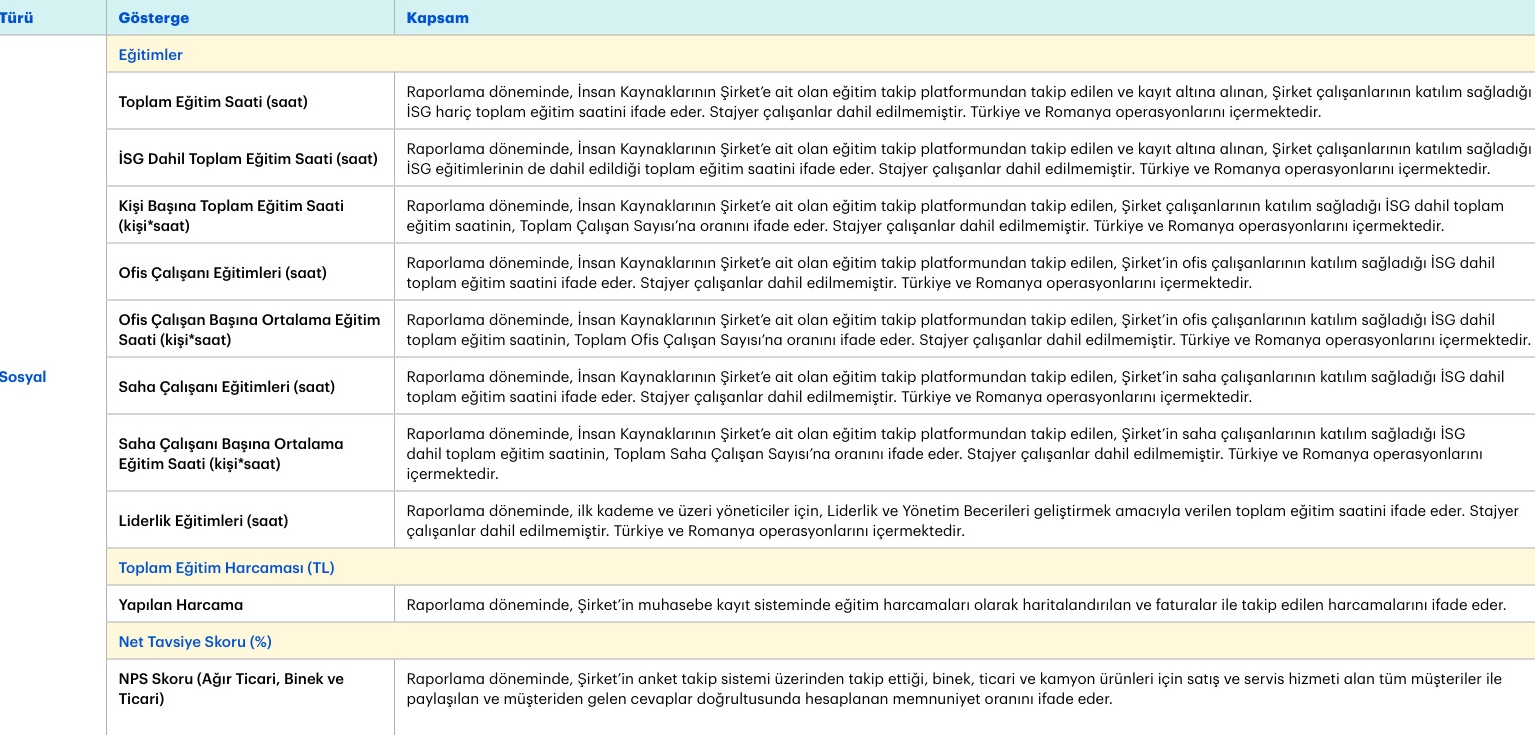 Türü Gösterge Kapsam
Eğitimler
Toplam Eğitim Saati (saat)
Raporlama döneminde, İnsan Kaynaklarının Şirket’e ait olan eğitim takip platformundan takip edilen ve kayıt altına alınan, Şirket çalışanlarının katılım sağladığı
İSG hariç toplam eğitim saatini ifade eder. Stajyer çalışanlar dahil edilmemiştir. Türkiye ve Romanya operasyonlarını içermektedir.
İSG Dahil Toplam Eğitim Saati (saat)
Raporlama döneminde, İnsan Kaynaklarının Şirket’e ait olan eğitim takip platformundan takip edilen ve kayıt altına alınan, Şirket çalışanlarının katılım sağladığı
İSG eğitimlerinin de dahil edildiği toplam eğitim saatini ifade eder. Stajyer çalışanlar dahil edilmemiştir. Türkiye ve Romanya operasyonlarını içermektedir.
Kişi Başına Toplam Eğitim Saati
(kişi*saat)
Raporlama döneminde, İnsan Kaynaklarının Şirket’e ait olan eğitim takip platformundan takip edilen, Şirket çalışanlarının katılım sağladığı İSG dahil toplam
eğitim saatinin, Toplam Çalışan Sayısı’na oranını ifade eder. Stajyer çalışanlar dahil edilmemiştir. Türkiye ve Romanya operasyonlarını içermektedir.
Ofis Çalışanı Eğitimleri (saat)
Raporlama döneminde, İnsan Kaynaklarının Şirket’e ait olan eğitim takip platformundan takip edilen, Şirket’in ofis çalışanlarının katılım sağladığı İSG dahil
toplam eğitim saatini ifade eder. Stajyer çalışanlar dahil edilmemiştir. Türkiye ve Romanya operasyonlarını içermektedir.
Ofis Çalışan Başına Ortalama Eğitim
Saati (kişi*saat)
Raporlama döneminde, İnsan Kaynaklarının Şirket’e ait olan eğitim takip platformundan takip edilen, Şirket’in ofis çalışanlarının katılım sağladığı İSG dahil
toplam eğitim saatinin, Toplam Ofis Çalışan Sayısı’na oranını ifade eder. Stajyer çalışanlar dahil edilmemiştir. Türkiye ve Romanya operasyonlarını içermektedir.
Sosyal
Saha Çalışanı Eğitimleri (saat)
Raporlama döneminde, İnsan Kaynaklarının Şirket’e ait olan eğitim takip platformundan takip edilen, Şirket’in saha çalışanlarının katılım sağladığı İSG dahil
toplam eğitim saatini ifade eder. Stajyer çalışanlar dahil edilmemiştir. Türkiye ve Romanya operasyonlarını içermektedir.
Saha Çalışanı Başına Ortalama
Eğitim Saati (kişi*saat)
Raporlama döneminde, İnsan Kaynaklarının Şirket’e ait olan eğitim takip platformundan takip edilen, Şirket’in saha çalışanlarının katılım sağladığı İSG
dahil toplam eğitim saatinin, Toplam Saha Çalışan Sayısı’na oranını ifade eder. Stajyer çalışanlar dahil edilmemiştir. Türkiye ve Romanya operasyonlarını
içermektedir.
Liderlik Eğitimleri (saat)
Raporlama döneminde, ilk kademe ve üzeri yöneticiler için, Liderlik ve Yönetim Becerileri geliştirmek amacıyla verilen toplam eğitim saatini ifade eder. Stajyer
çalışanlar dahil edilmemiştir. Türkiye ve Romanya operasyonlarını içermektedir.
Toplam Eğitim Harcaması (TL)
Yapılan Harcama
Raporlama döneminde, Şirket’in muhasebe kayıt sisteminde eğitim harcamaları olarak haritalandırılan ve faturalar ile takip edilen harcamalarını ifade eder.
Net Tavsiye Skoru (%)
NPS Skoru (Ağır Ticari, Binek ve
Ticari)
Raporlama döneminde, Şirket’in anket takip sistemi üzerinden takip ettiği, binek, ticari ve kamyon ürünleri için satış ve servis hizmeti alan tüm müşteriler ile
paylaşılan ve müşteriden gelen cevaplar doğrultusunda hesaplanan memnuniyet oranını ifade eder.